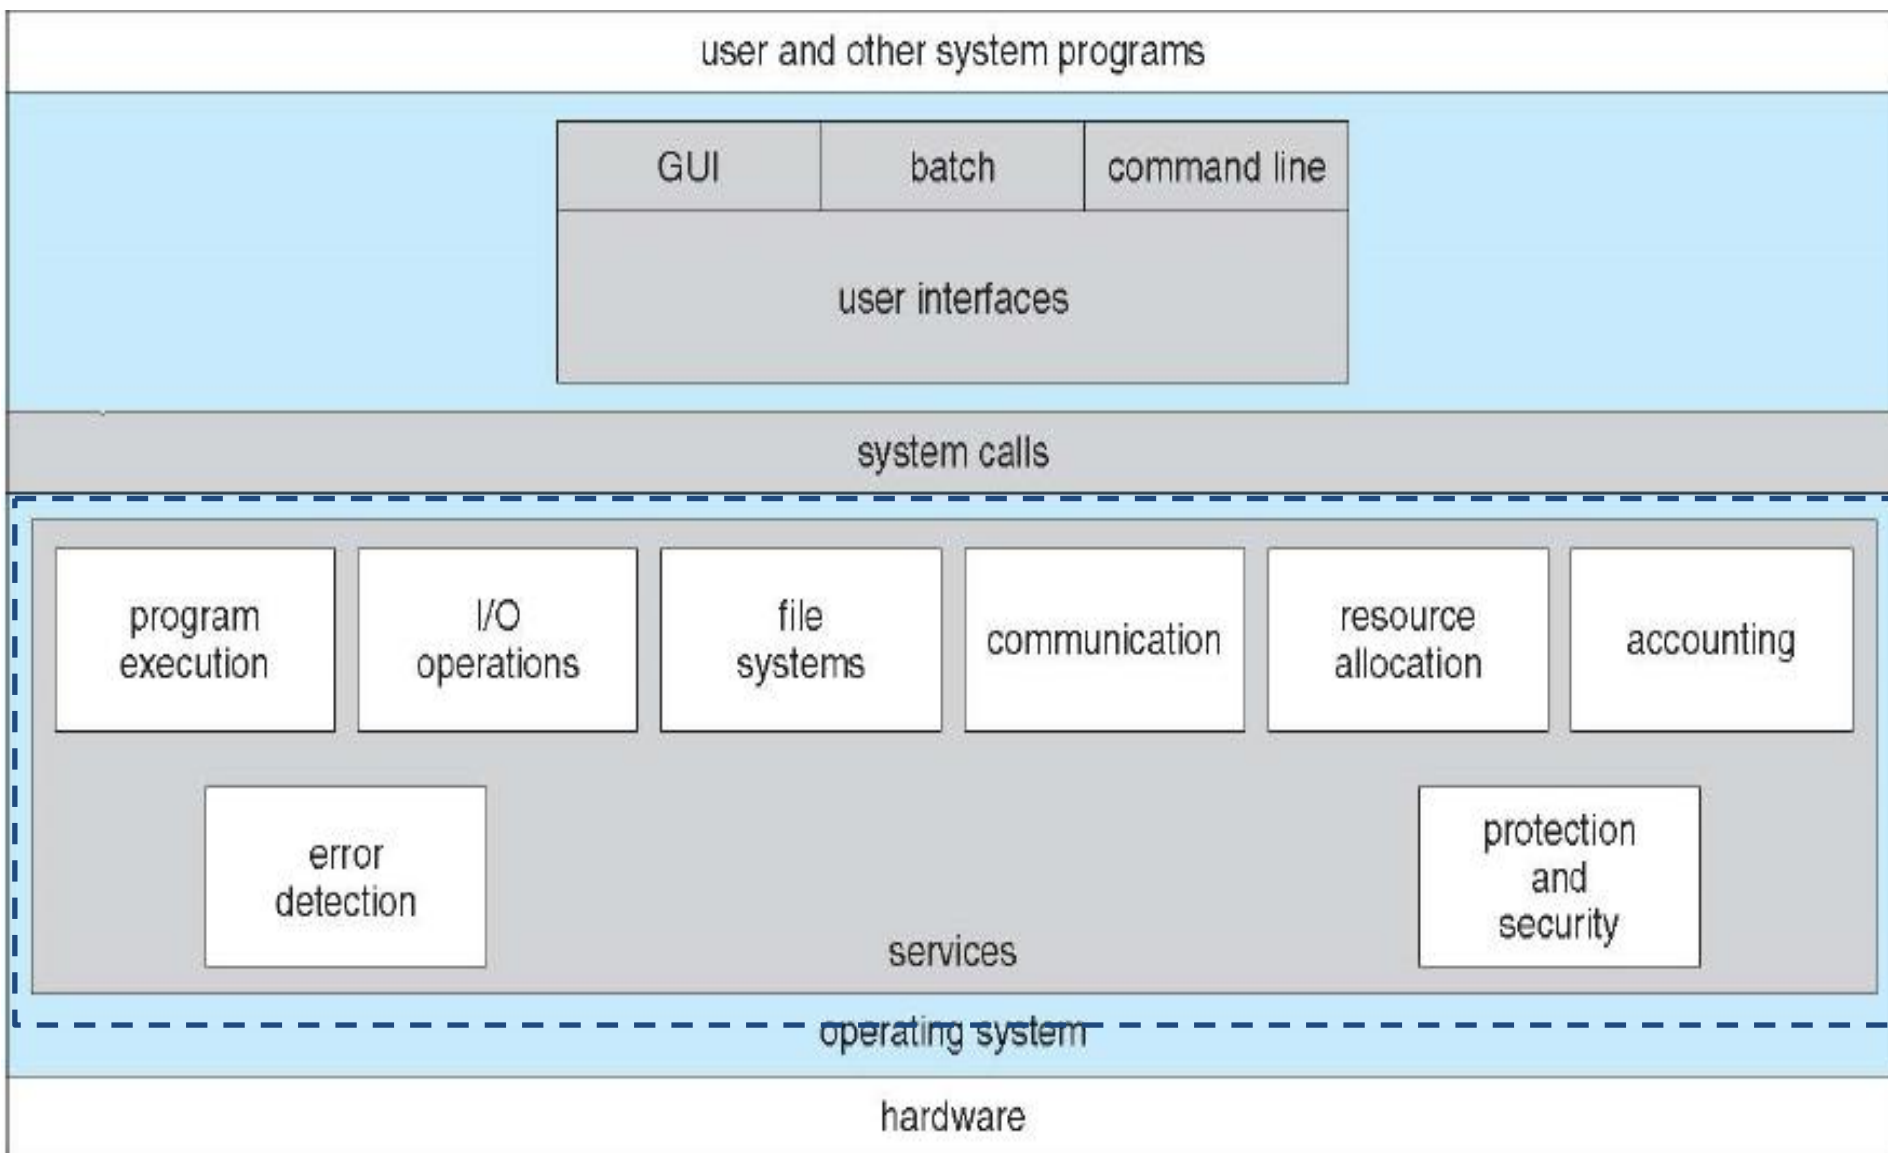 user and other system programs
GUI
batch
command line
user interfaces
system calls
program
execution
I/O
operations
file
systems
communication
resource
allocation
accounting
error
detection
protection
and
security
services
operating system
hardware